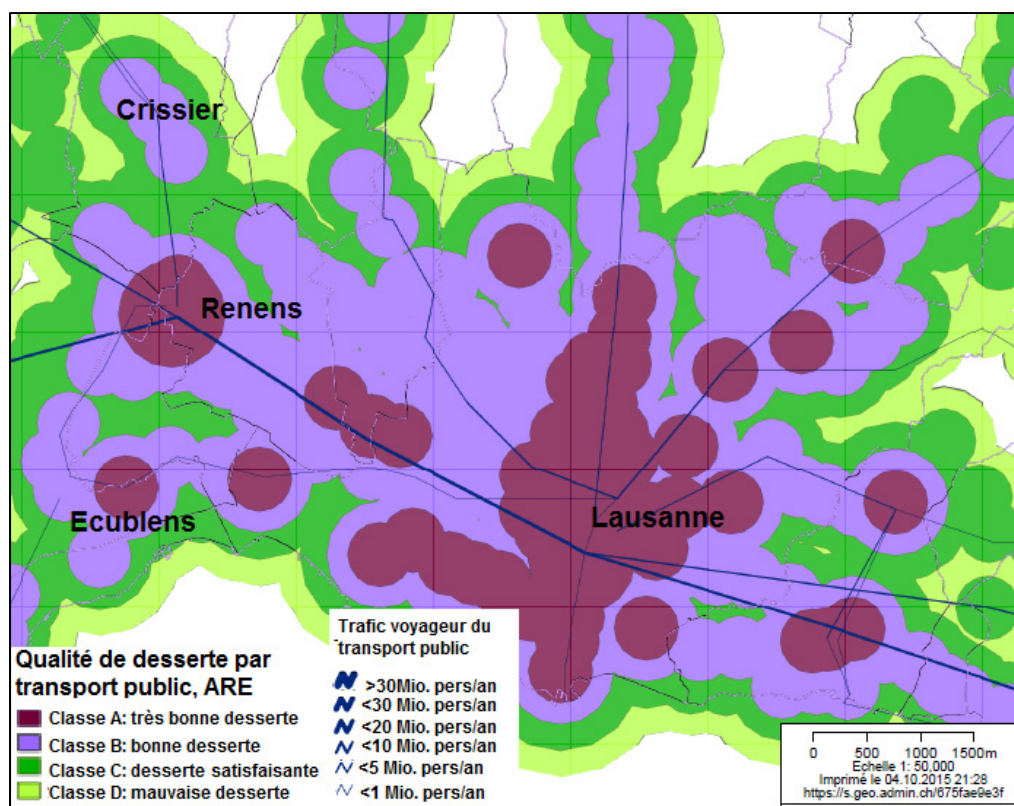 Crissier
Renens
Ecublens
Lausanne
Qualité de desserte par
transport public, ARE
Classe A: très bonne desserte
Classe B: bonne desserte
Classe C: desserte satisfaisante
Classe D: mauvaise desserte
Trafic voyageur du
transport public
>30Mio. pers/an
<30 Mio. pers/an
<20 Mio. pers/an
<10 Mio. pers/an
<5 Mio. pers/an
<1 Mio. pers/an
0 500 1000 1500m
Echelle 1: 50,000
Imprimé le 04.10.2015 21:28
https://s.geo.admin.ch/675fae9e3f